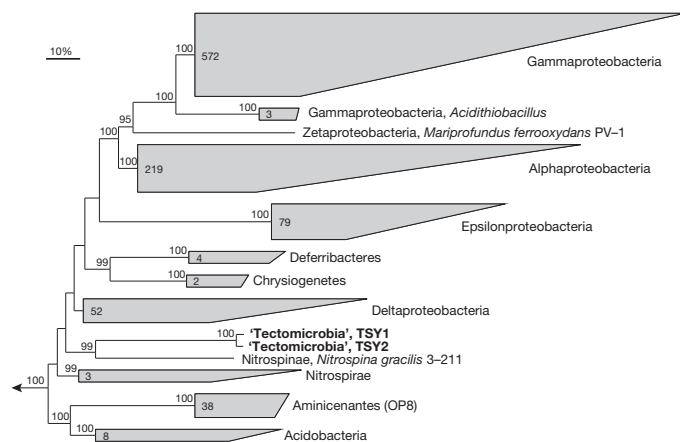 10%
100
572
Gammaproteobacteria
100
100
3
Gammaproteobacteria, Acidithiobacillus
95
Zetaproteobacteria, Mariprofundus ferrooxydans PV–1
100
100
219
Alphaproteobacteria
100
79
Epsilonproteobacteria
100
4
Deferribacteres
99
100
2
Chrysiogenetes
52
Deltaproteobacteria
100
‘Tectomicrobia’, TSY1
‘Tectomicrobia’, TSY2
99
Nitrospinae, Nitrospina gracilis 3–211
99
3
Nitrospirae
100
100
38
Aminicenantes (OP8)
100
100
8
Acidobacteria